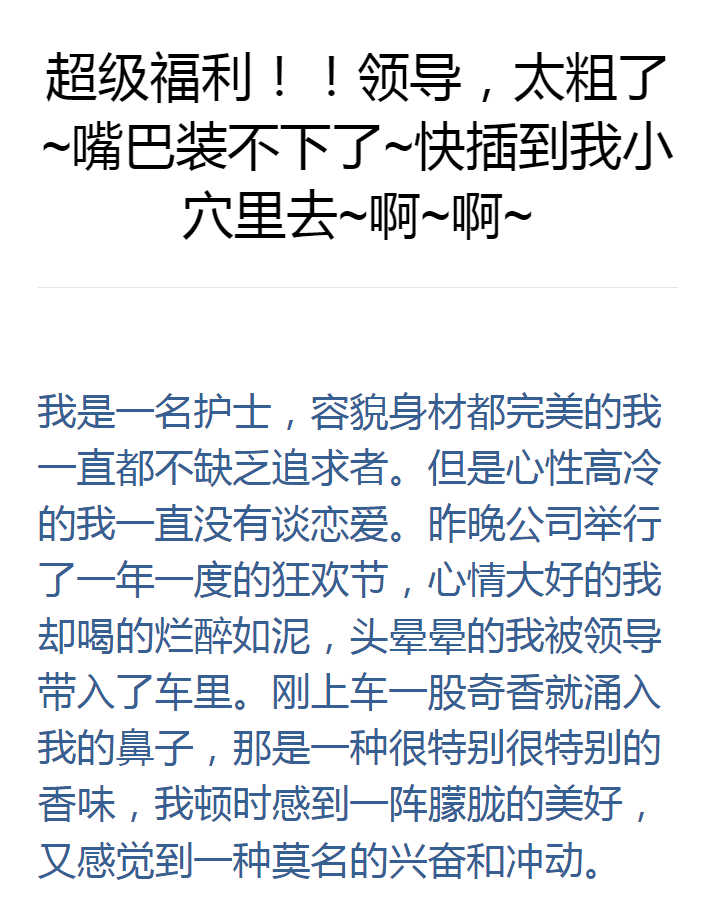 超级福利！！领导，太粗了
~嘴巴装不下了~快插到我小
穴里去~啊~啊~
我是一名护士，容貌身材都完美的我
一直都不缺乏追求者。但是心性高冷
的我一直没有谈恋爱。昨晚公司举行
了一年一度的狂欢节，心情大好的我
却喝的烂醉如泥，头晕晕的我被领导
带入了车里。刚上车一股奇香就涌入
我的鼻子，那是一种很特别很特别的
香味，我顿时感到一阵朦胧的美好，
又感觉到一种莫名的兴奋和冲动。